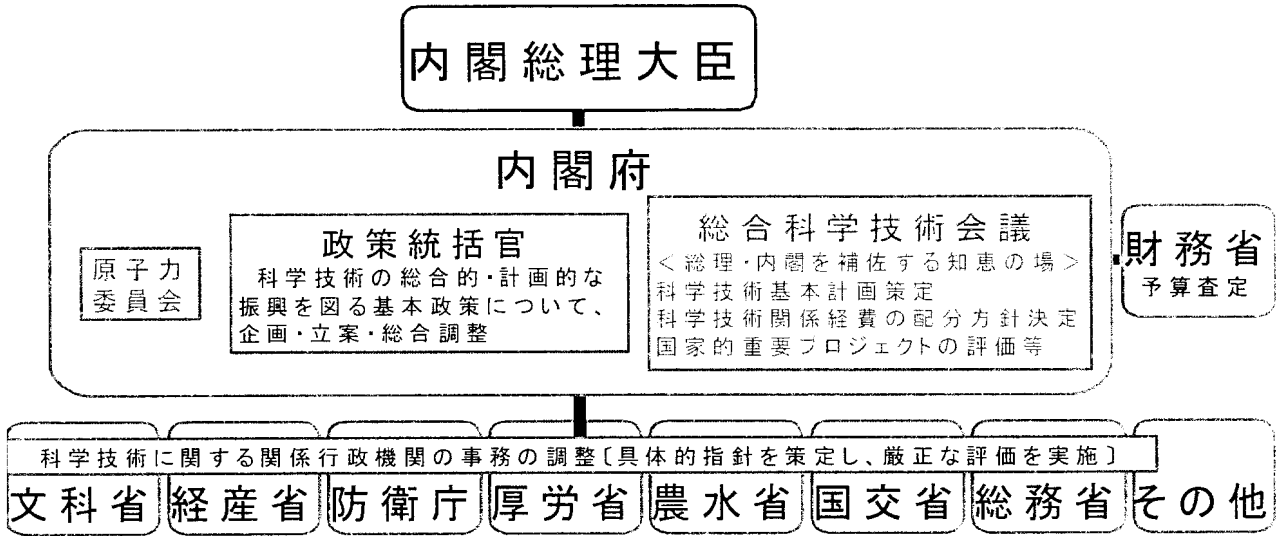 内閣総理大臣
内閣府
原子力
委員会
政策統括官
科学技術の総合的・計画的な
振興を図る基本政策について、
企画・立案・総合調整
総合科学技術会議
＜総理・内閣を補佐する知恵の場＞
科学技術基本計画策定
科学技術関係経費の配分方針決定
国家的重要プロジェクトの評価等
財務省
予算査定
科学技術に関する関係行政機関の事務の調整〔具体的指針を策定し、厳正な評価を実施〕
文科省
経産省
防衛庁
厚労省
農水省
国交省
総務省
その他